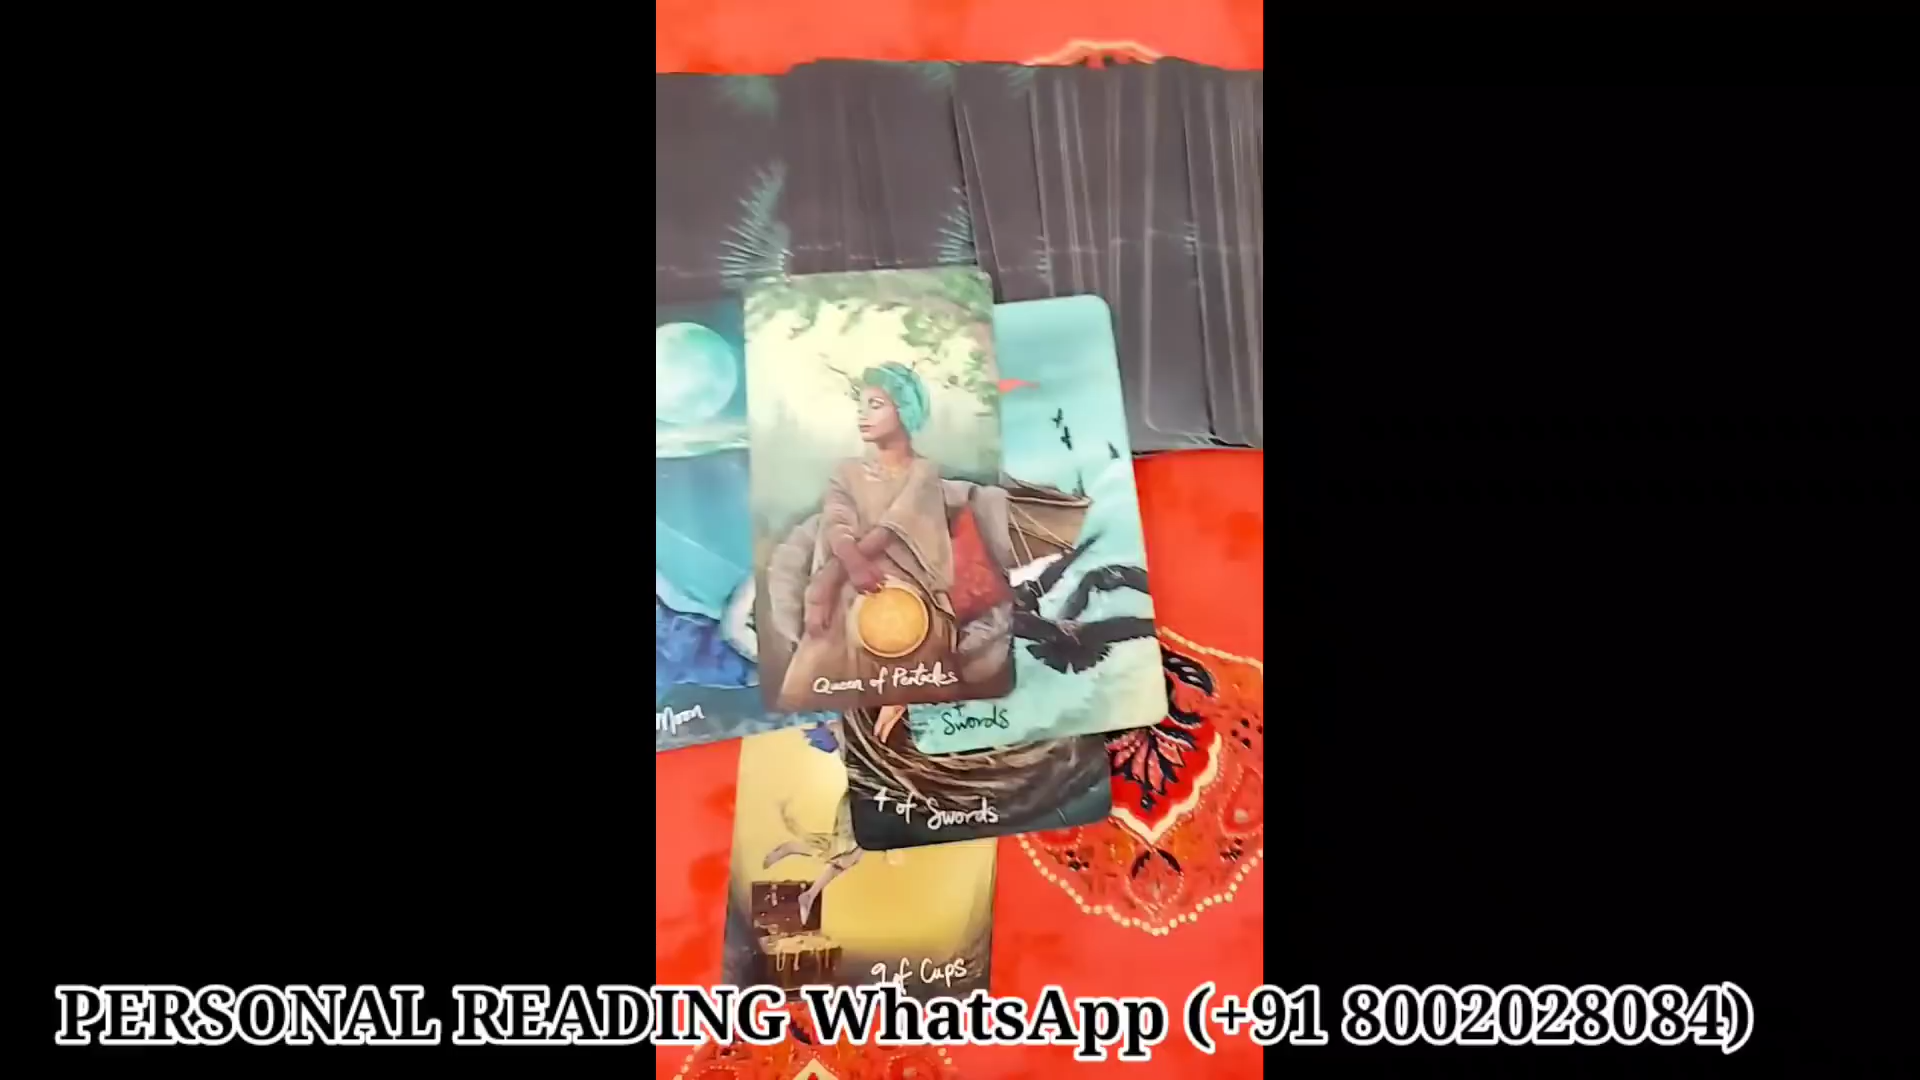 Queen of Pentacles
Moon
Swords
4 of Swords
9 of Cups
PERSONAL READING WhatsApp (+91 8002028084)